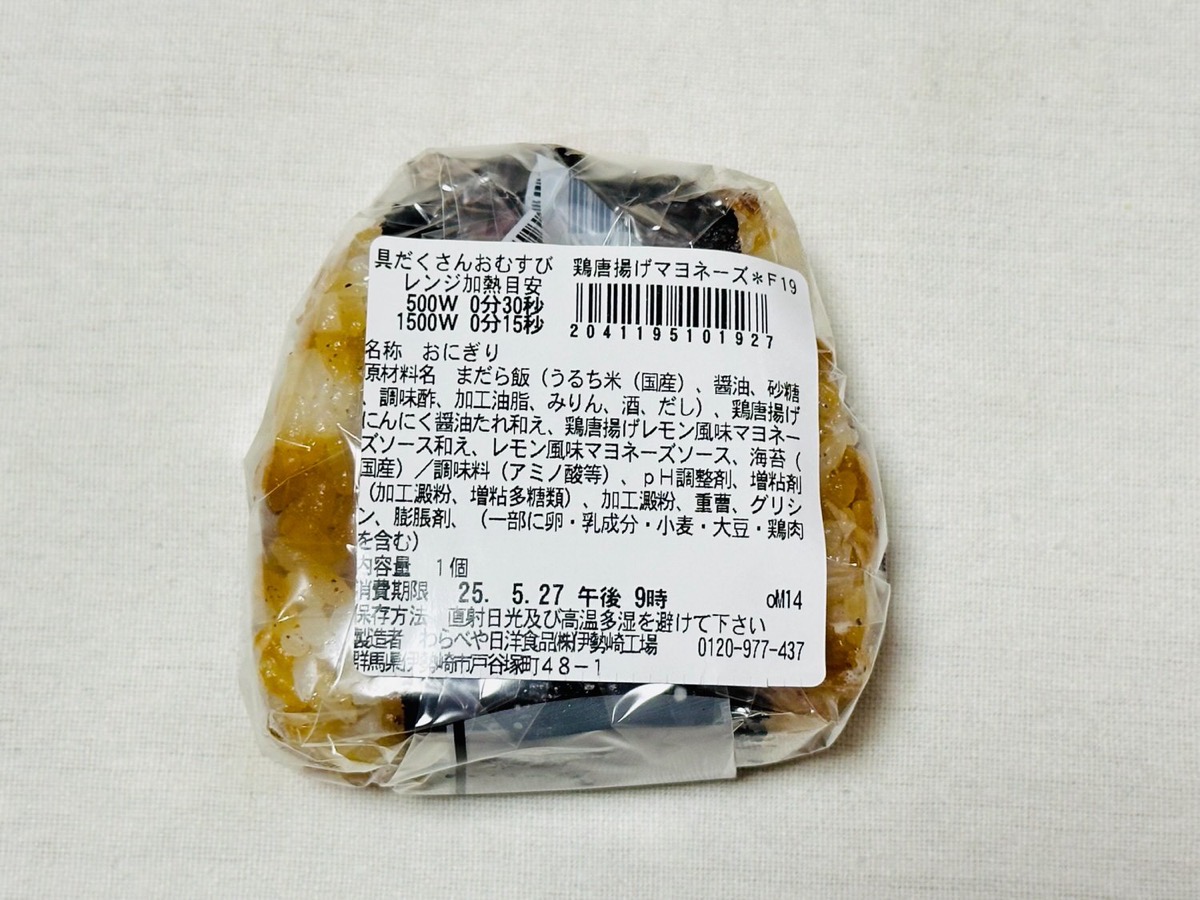 具だくさんおむすび 鶏唐揚げマヨネーズ*F19
レンジ加熱目安
500W 0分30秒
1500W 0分15秒
2041195101927
名称 おにぎり
原材料名 まだら飯(うるち米(国産)、醤油、砂糖
、調味酢、加工油脂、みりん、酒、だし)、鶏唐揚げ
にんにく醤油たれ和え、鶏唐揚げレモン風味マヨネー
ズソース和え、レモン風味マヨネーズソース、海苔(
国産)/調味料(アミノ酸等)、pH調整剤、増粘剤
(加工澱粉、増粘多糖類)、加工澱粉、重曹、グリシ
ン、膨脹剤、(一部に卵・乳成分・小麦・大豆・鶏肉
を含む)
内容量 1個
消費期限 25. 5.27 午後 9時 oM14
保存方法 直射日光及び高温多湿を避けて下さい
製造者 わらべや日洋食品㈱伊勢崎工場 0120-977-437
群馬県伊勢崎市戸谷塚町48-1